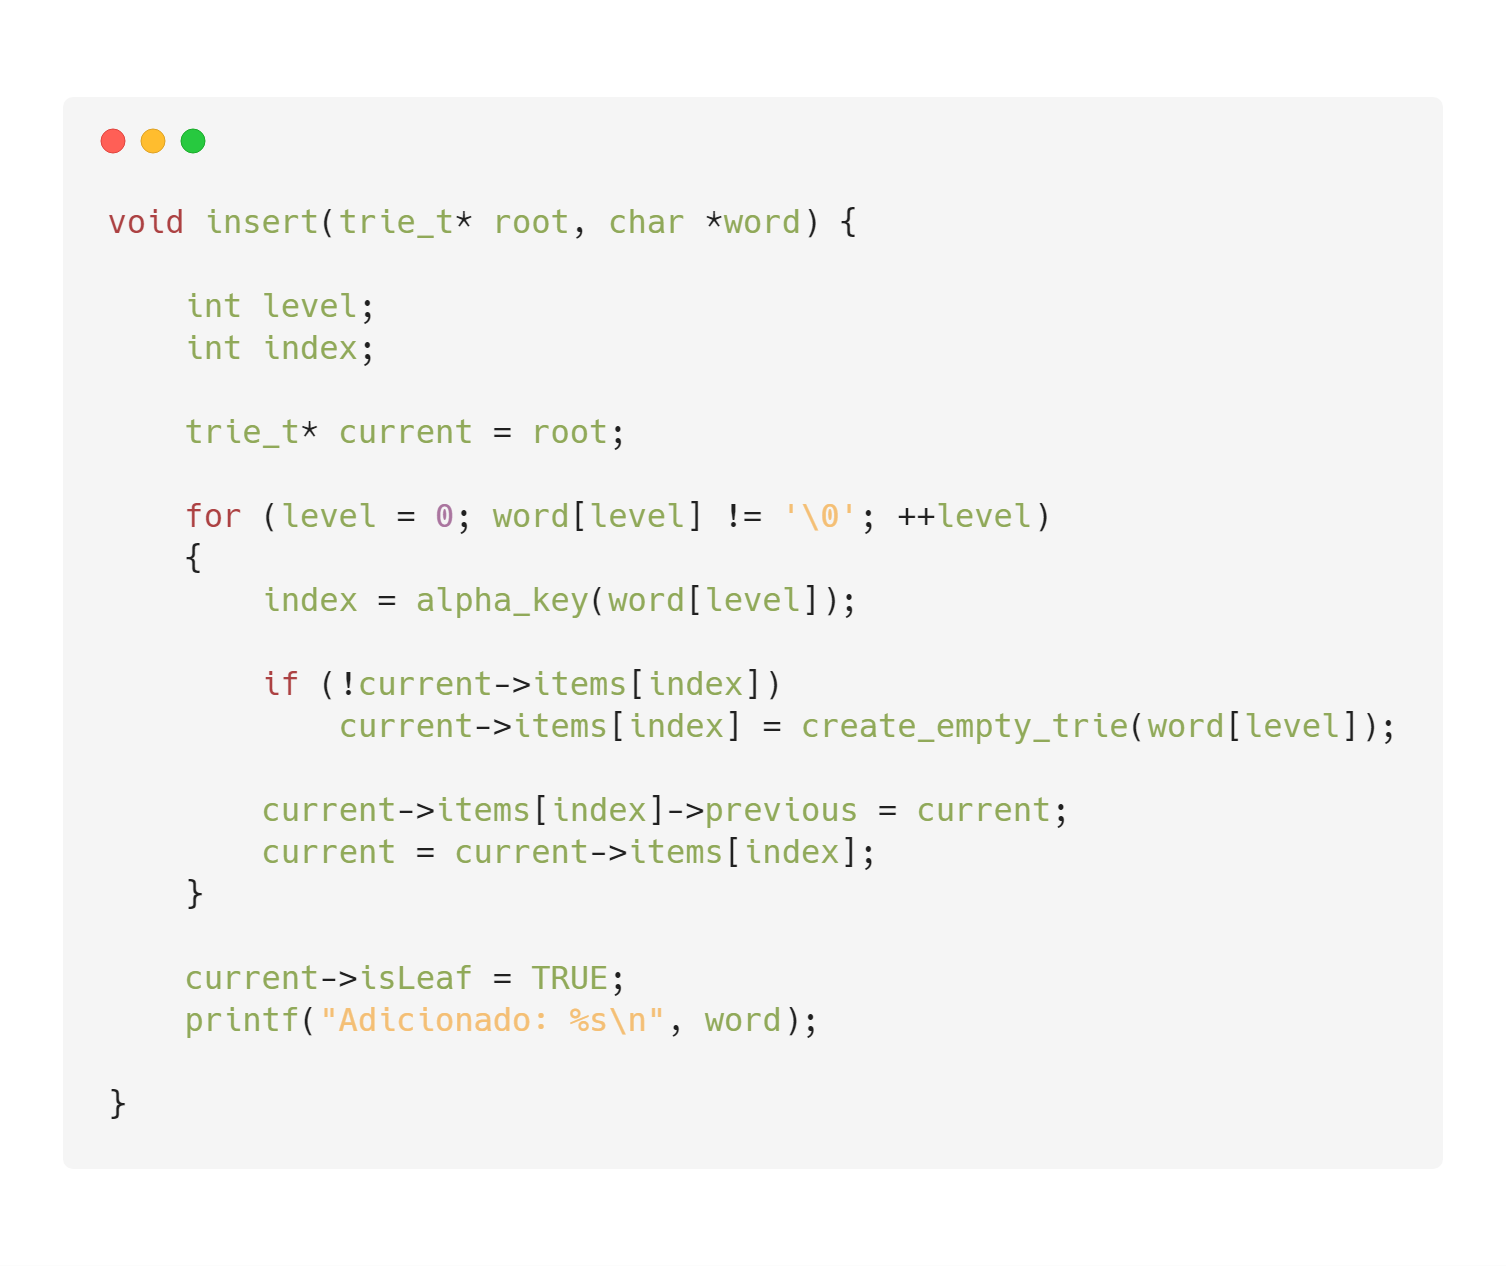 void insert(trie_t* root, char *word) {
int level;
int index;
trie_t* current = root;
for (level = 0; word[level] != '\0'; ++level)
{
index = alpha_key(word[level]);
if (!current->items[index])
current->items[index] = create_empty_trie(word[level]);
current->items[index]->previous = current;
current = current->items[index];
}
current->isLeaf = TRUE;
printf("Adicionado: %s\n", word);
}